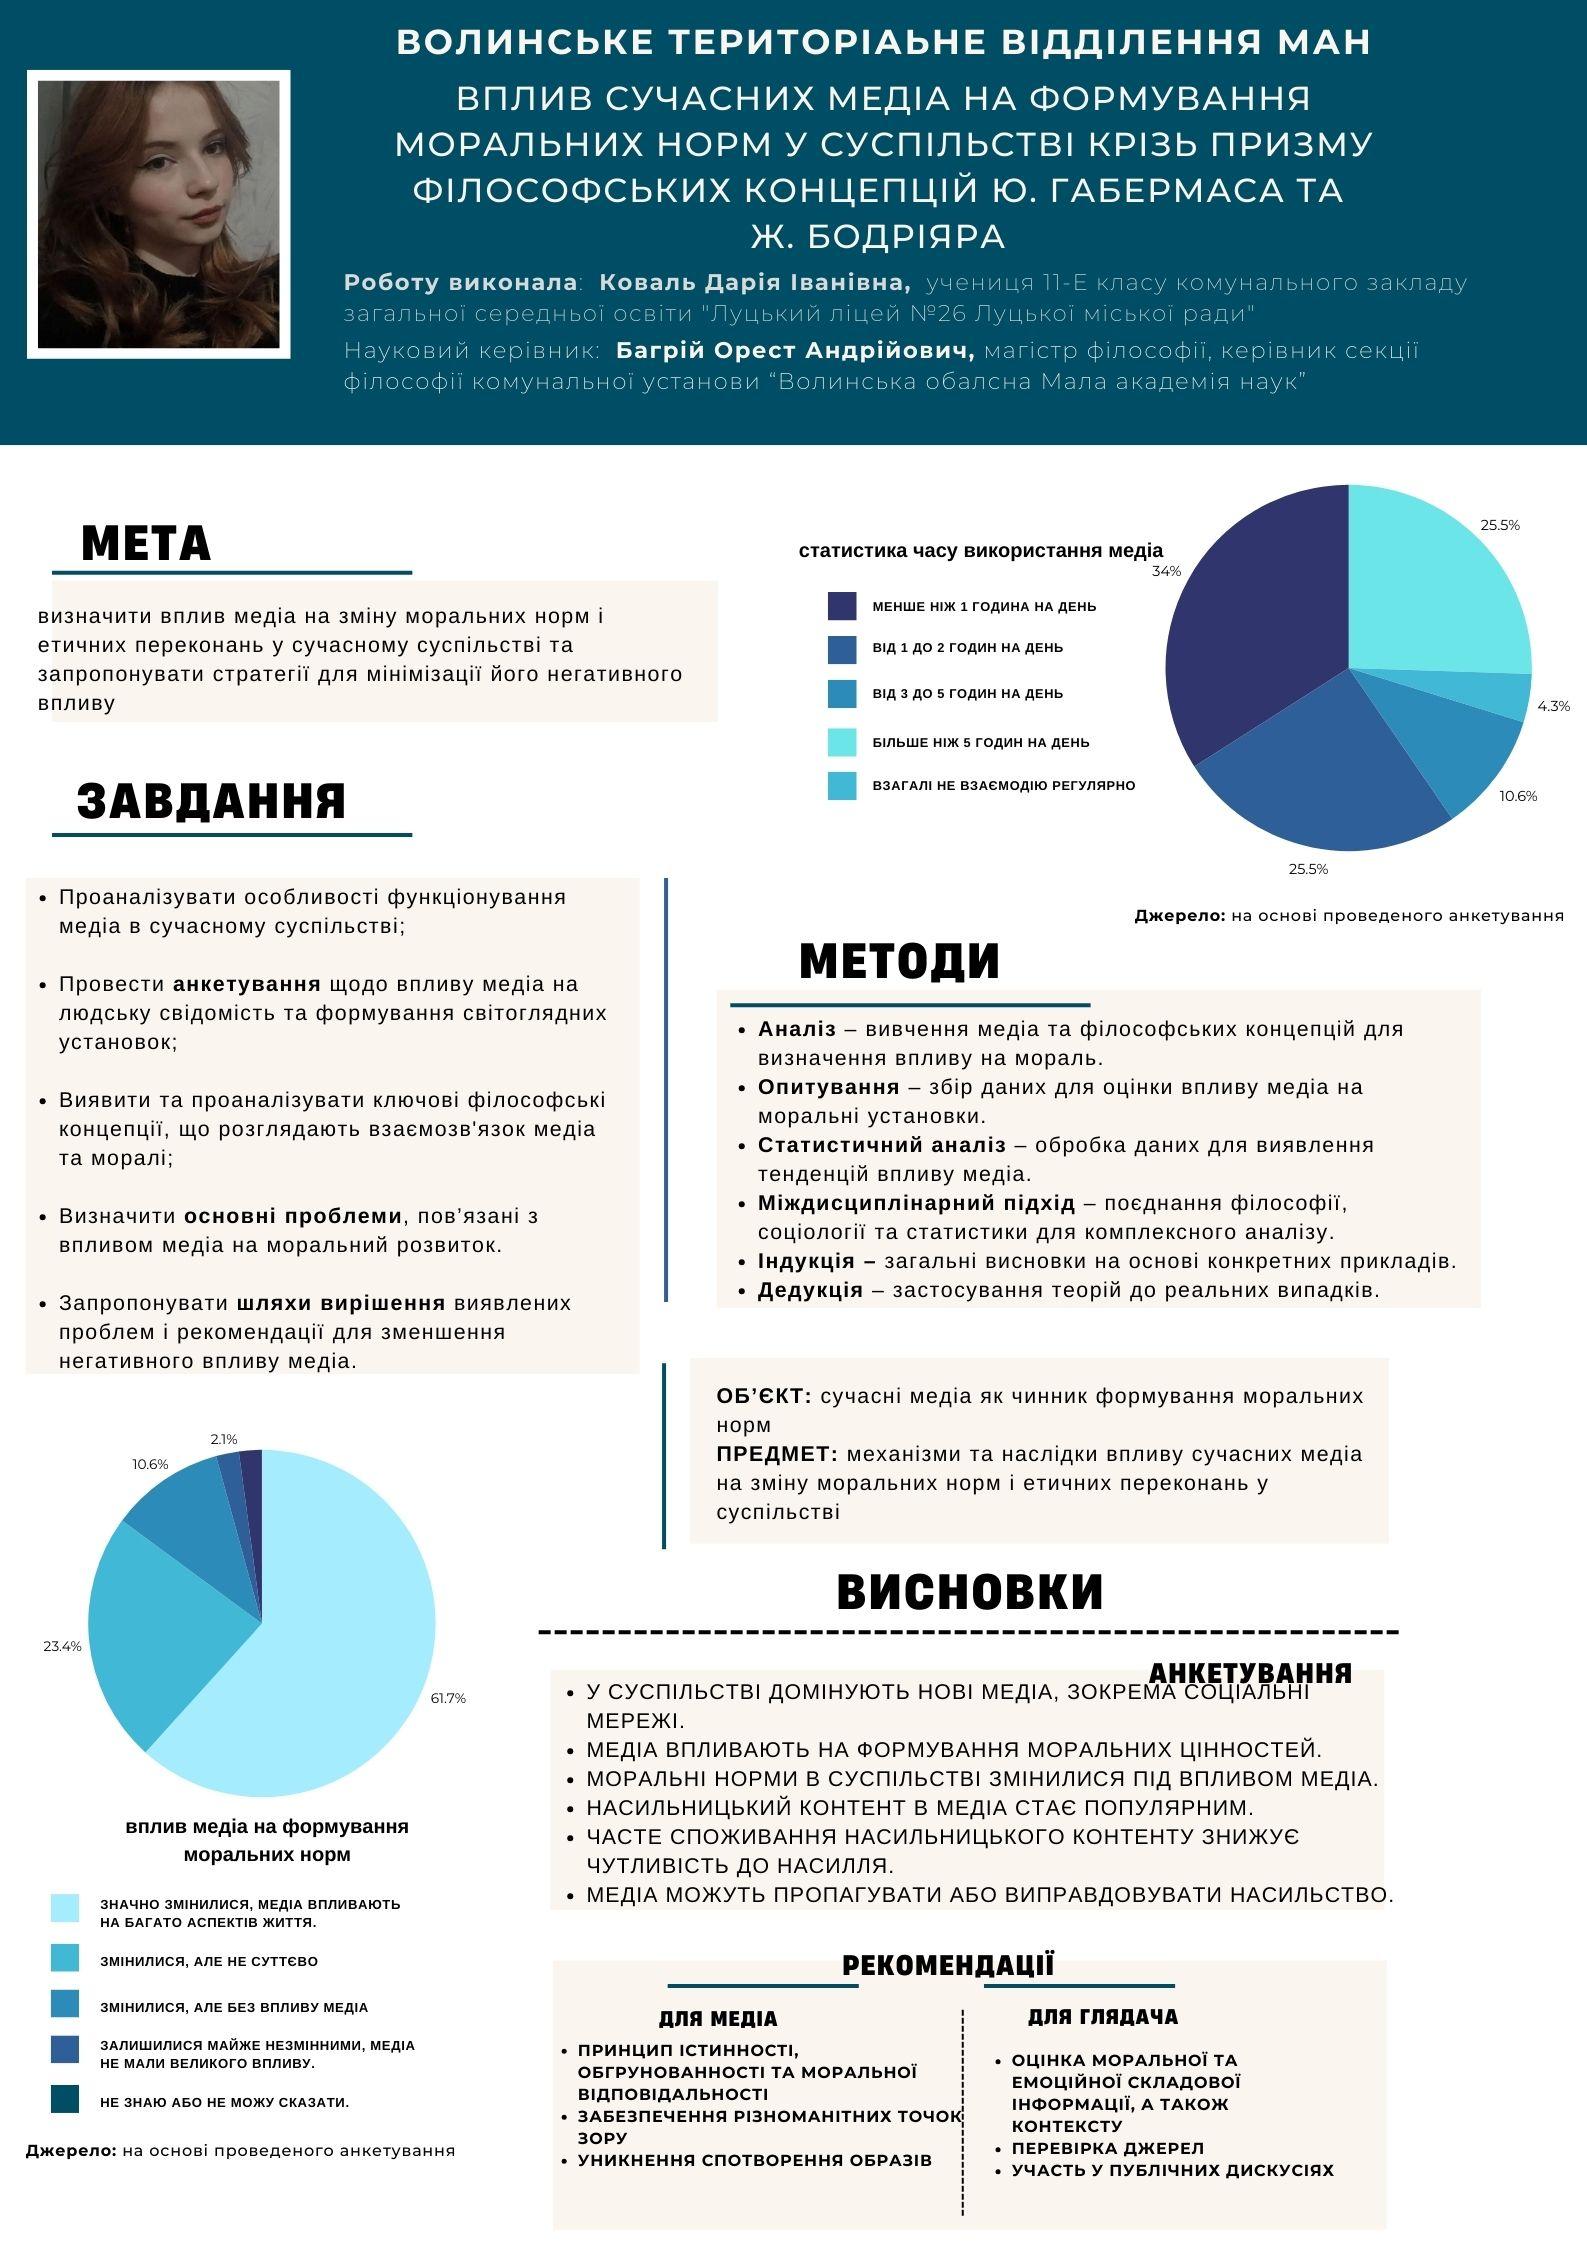 ВОЛИНСЬКЕ ТЕРИТОРІАЬНЕ ВІДДІЛЕННЯ МАН
ВПЛИВ СУЧАСНИХ МЕДІА НА ФОРМУВАННЯ
МОРАЛЬНИХ НОРМ У СУСПІЛЬСТВІ КРІЗЬ ПРИЗМУ
ФІЛОСОФСЬКИХ КОНЦЕПЦІЙ Ю. ГАБЕРМАСА ТА
Ж. БОДРІЯРА
Роботу виконала: Коваль Дарія Іванівна, учениця 11-Е класу комунального закладу
загальної середньої освіти "Луцький ліцей №26 Луцької міської ради"
Науковий керівник: Багрій Орест Андрійович, магістр філософії, керівник секції
філософії комунальної установи “Волинська обалсна Мала академія наук”
МЕТА
визначити вплив медіа на зміну моральних норм і
етичних переконань у сучасному суспільстві та
запропонувати стратегії для мінімізації його негативного
впливу
статистика часу використання медіа
МЕНШЕ НІЖ 1 ГОДИНА НА ДЕНЬ
ВІД 1 ДО 2 ГОДИН НА ДЕНЬ
ВІД 3 ДО 5 ГОДИН НА ДЕНЬ
БІЛЬШЕ НІЖ 5 ГОДИН НА ДЕНЬ
ВЗАГАЛІ НЕ ВЗАЄМОДІЮ РЕГУЛЯРНО
25.5%
34%
4.3%
10.6%
25.5%
Джерело: на основі проведеного анкетування
ЗАВДАННЯ
• Проаналізувати особливості функціонування
медіа в сучасному суспільстві;
• Провести анкетування щодо впливу медіа на
людську свідомість та формування світоглядних
установок;
• Виявити та проаналізувати ключові філософські
концепції, що розглядають взаємозв'язок медіа
та моралі;
• Визначити основні проблеми, пов’язані з
впливом медіа на моральний розвиток.
• Запропонувати шляхи вирішення виявлених
проблем і рекомендації для зменшення
негативного впливу медіа.
МЕТОДИ
• Аналіз – вивчення медіа та філософських концепцій для
визначення впливу на мораль.
• Опитування – збір даних для оцінки впливу медіа на
моральні установки.
• Статистичний аналіз – обробка даних для виявлення
тенденцій впливу медіа.
• Міждисциплінарний підхід – поєднання філософії,
соціології та статистики для комплексного аналізу.
• Індукція – загальні висновки на основі конкретних прикладів.
• Дедукція – застосування теорій до реальних випадків.
ОБ’ЄКТ: сучасні медіа як чинник формування моральних
норм
ПРЕДМЕТ: механізми та наслідки впливу сучасних медіа
на зміну моральних норм і етичних переконань у
суспільстві
2.1%
10.6%
23.4%
61.7%
вплив медіа на формування
моральних норм
ЗНАЧНО ЗМІНИЛИСЯ, МЕДІА ВПЛИВАЮТЬ
НА БАГАТО АСПЕКТІВ ЖИТТЯ.
ЗМІНИЛИСЯ, АЛЕ НЕ СУТТЄВО
ЗМІНИЛИСЯ, АЛЕ БЕЗ ВПЛИВУ МЕДІА
ЗАЛИШИЛИСЯ МАЙЖЕ НЕЗМІННИМИ, МЕДІА
НЕ МАЛИ ВЕЛИКОГО ВПЛИВУ.
НЕ ЗНАЮ АБО НЕ МОЖУ СКАЗАТИ.
Джерело: на основі проведеного анкетування
ВИСНОВКИ
АНКЕТУВАННЯ
• У СУСПІЛЬСТВІ ДОМІНУЮТЬ НОВІ МЕДІА, ЗОКРЕМА СОЦІАЛЬНІ
МЕРЕЖІ.
• МЕДІА ВПЛИВАЮТЬ НА ФОРМУВАННЯ МОРАЛЬНИХ ЦІННОСТЕЙ.
• МОРАЛЬНІ НОРМИ В СУСПІЛЬСТВІ ЗМІНИЛИСЯ ПІД ВПЛИВОМ МЕДІА.
• НАСИЛЬНИЦЬКИЙ КОНТЕНТ В МЕДІА СТАЄ ПОПУЛЯРНИМ.
• ЧАСТЕ СПОЖИВАННЯ НАСИЛЬНИЦЬКОГО КОНТЕНТУ ЗНИЖУЄ
ЧУТЛИВІСТЬ ДО НАСИЛЛЯ.
• МЕДІА МОЖУТЬ ПРОПАГУВАТИ АБО ВИПРАВДОВУВАТИ НАСИЛЬСТВО.
РЕКОМЕНДАЦІЇ
ДЛЯ МЕДІА
• ПРИНЦИП ІСТИННОСТІ,
ОБГРУНОВАННОСТІ ТА МОРАЛЬНОЇ
ВІДПОВІДАЛЬНОСТІ
• ЗАБЕЗПЕЧЕННЯ РІЗНОМАНІТНИХ ТОЧОК
ЗОРУ
• УНИКНЕННЯ СПОТВОРЕННЯ ОБРАЗІВ
ДЛЯ ГЛЯДАЧА
• ОЦІНКА МОРАЛЬНОЇ ТА
ЕМОЦІЙНОЇ СКЛАДОВОЇ
ІНФОРМАЦІЇ, А ТАКОЖ
КОНТЕКСТУ
• ПЕРЕВІРКА ДЖЕРЕЛ
• УЧАСТЬ У ПУБЛІЧНИХ ДИСКУСІЯХ